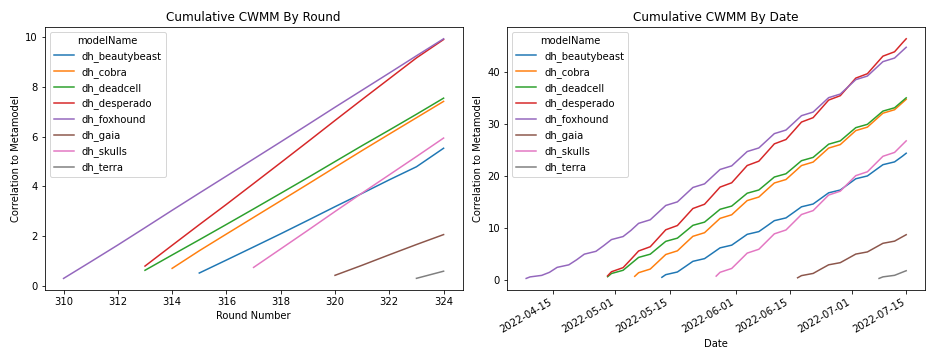 Cumulative CWMM By Round
Correlation to Metamodel
10
8
6
4
2
0
modelName
dh_beautybeast
dh_cobra
dh_deadcell
dh_desperado
dh_foxhound
dh_gaia
dh_skulls
dh_terra
310 312 314 316 318 320 322 324
Round Number
Cumulative CWMM By Date
Correlation to Metamodel
40
30
20
10
0
modelName
dh_beautybeast
dh_cobra
dh_deadcell
dh_desperado
dh_foxhound
dh_gaia
dh_skulls
dh_terra
2022-04-15 2022-05-01 2022-05-15 2022-06-01 2022-06-15 2022-07-01 2022-07-15
Date